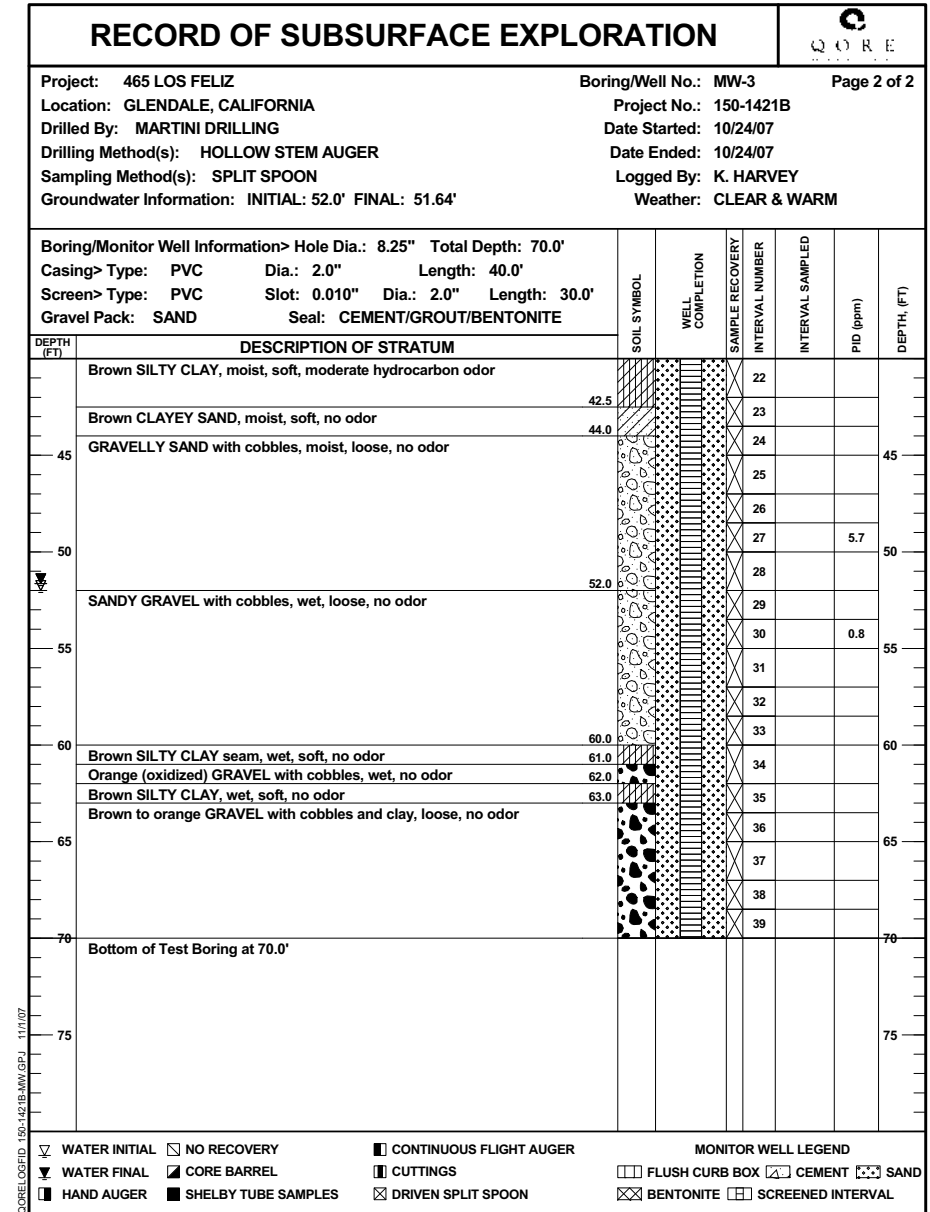 RECORD OF SUBSURFACE EXPLORATION
QORE
Project: 465 LOS FELIZ Boring/Well No.: MW-3 Page 2 of 2
Location: GLENDALE, CALIFORNIA Project No.: 150-1421B
Drilled By: MARTINI DRILLING Date Started: 10/24/07
Drilling Method(s): HOLLOW STEM AUGER Date Ended: 10/24/07
Sampling Method(s): SPLIT SPOON Logged By: K. HARVEY
Groundwater Information: INITIAL: 52.0' FINAL: 51.64' Weather: CLEAR & WARM
Boring/Monitor Well Information> Hole Dia.: 8.25" Total Depth: 70.0'
Casing> Type: PVC Dia.: 2.0" Length: 40.0'
Screen> Type: PVC Slot: 0.010" Dia.: 2.0" Length: 30.0'
Gravel Pack: SAND Seal: CEMENT/GROUT/BENTONITE
SOIL SYMBOL
WELL COMPLETION
SAMPLE RECOVERY
INTERVAL NUMBER
INTERVAL SAMPLED
PID (ppm)
DEPTH, (FT)
DEPTH (FT)
DESCRIPTION OF STRATUM
Brown SILTY CLAY, moist, soft, moderate hydrocarbon odor
22
42.5
23
Brown CLAYEY SAND, moist, soft, no odor
44.0
24
GRAVELLY SAND with cobbles, moist, loose, no odor
45 45
25
26
27 5.7
50 50
28
52.0
SANDY GRAVEL with cobbles, wet, loose, no odor
29
30 0.8
55 55
31
32
33
60.0
60 60
Brown SILTY CLAY seam, wet, soft, no odor 61.0
34
Orange (oxidized) GRAVEL with cobbles, wet, no odor 62.0
Brown SILTY CLAY, wet, soft, no odor 63.0
35
Brown to orange GRAVEL with cobbles and clay, loose, no odor
36
65 65
37
38
39
70 70
Bottom of Test Boring at 70.0'
75 75
QORELOGFID 150-1421B-MW.GPJ 11/1/07
WATER INITIAL NO RECOVERY CONTINUOUS FLIGHT AUGER MONITOR WELL LEGEND
WATER FINAL CORE BARREL CUTTINGS FLUSH CURB BOX CEMENT SAND
HAND AUGER SHELBY TUBE SAMPLES DRIVEN SPLIT SPOON BENTONITE SCREENED INTERVAL